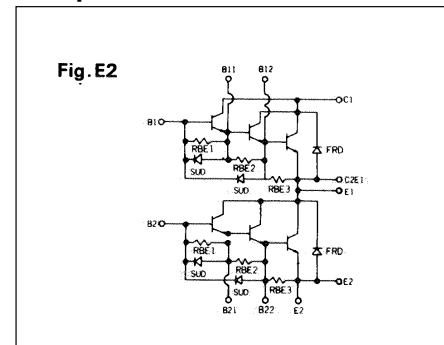 Fig.E2
B11 B12
C1
B1
RBE1
FRD
RBE2
SUD
C2E1
RBE3
SUD
E1
B2
RBE1
FRD
RBE2
SUD
RBE3
SUD
E2
B21 B22 E2